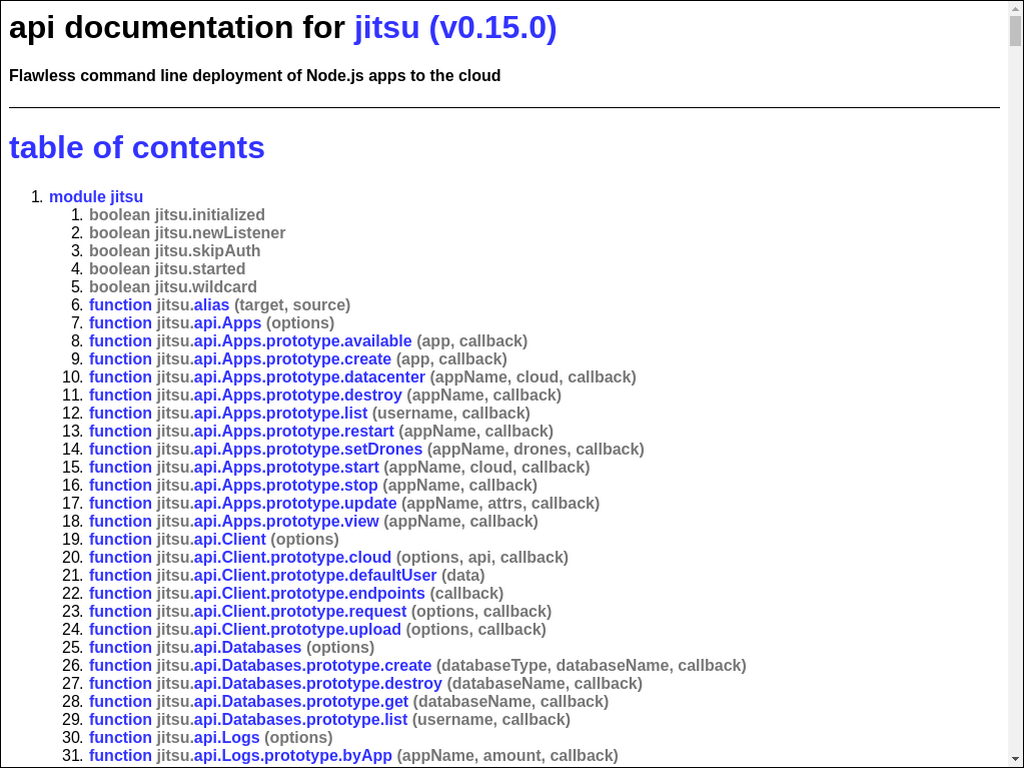 api documentation for jitsu (v0.15.0)
Flawless command line deployment of Node.js apps to the cloud
table of contents
1. module jitsu
1. boolean jitsu.initialized
2. boolean jitsu.newListener
3. boolean jitsu.skipAuth
4. boolean jitsu.started
5. boolean jitsu.wildcard
6. function jitsu.alias (target, source)
7. function jitsu.api.Apps (options)
8. function jitsu.api.Apps.prototype.available (app, callback)
9. function jitsu.api.Apps.prototype.create (app, callback)
10. function jitsu.api.Apps.prototype.datacenter (appName, cloud, callback)
11. function jitsu.api.Apps.prototype.destroy (appName, callback)
12. function jitsu.api.Apps.prototype.list (username, callback)
13. function jitsu.api.Apps.prototype.restart (appName, callback)
14. function jitsu.api.Apps.prototype.setDrones (appName, drones, callback)
15. function jitsu.api.Apps.prototype.start (appName, cloud, callback)
16. function jitsu.api.Apps.prototype.stop (appName, callback)
17. function jitsu.api.Apps.prototype.update (appName, attrs, callback)
18. function jitsu.api.Apps.prototype.view (appName, callback)
19. function jitsu.api.Client (options)
20. function jitsu.api.Client.prototype.cloud (options, api, callback)
21. function jitsu.api.Client.prototype.defaultUser (data)
22. function jitsu.api.Client.prototype.endpoints (callback)
23. function jitsu.api.Client.prototype.request (options, callback)
24. function jitsu.api.Client.prototype.upload (options, callback)
25. function jitsu.api.Databases (options)
26. function jitsu.api.Databases.prototype.create (databaseType, databaseName, callback)
27. function jitsu.api.Databases.prototype.destroy (databaseName, callback)
28. function jitsu.api.Databases.prototype.get (databaseName, callback)
29. function jitsu.api.Databases.prototype.list (username, callback)
30. function jitsu.api.Logs (options)
31. function jitsu.api.Logs.prototype.byApp (appName, amount, callback)